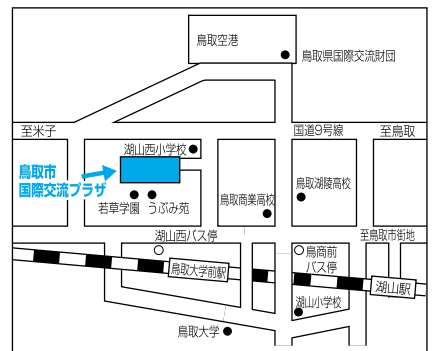 鳥取空港
鳥取県国際交流財団
至米子
国道9号線
至鳥取
湖山西小学校
鳥取市
国際交流プラザ
鳥取湖陵高校
鳥取商業高校
若草学園
うぶみ苑
湖山西バス停
至鳥取市街地
鳥商前
バス停
鳥取大学前駅
湖山駅
湖山小学校
鳥取大学